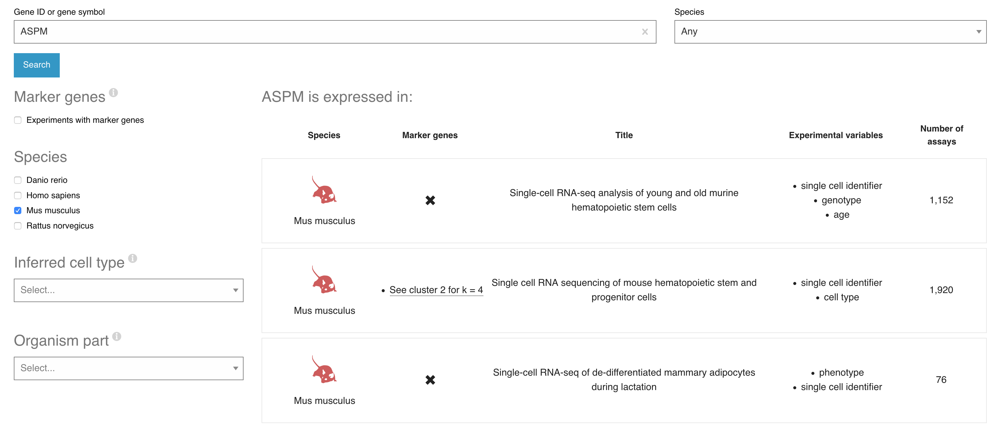 Gene ID or gene symbol
Species
ASPM
Any
Search
Marker genes
Experiments with marker genes
Species
Danio rerio
Homo sapiens
Mus musculus
Rattus norvegicus
Inferred cell type
Select...
Organism part
Select...
ASPM is expressed in:
Species
Marker genes
Title
Experimental variables
Number of
assays
Mus musculus
Single-cell RNA-seq analysis of young and old murine
hematopoietic stem cells
• single cell identifier
• genotype
• age
1,152
Mus musculus
• See cluster 2 for k = 4
Single cell RNA sequencing of mouse hematopoietic stem and
progenitor cells
• single cell identifier
• cell type
1,920
Mus musculus
Single-cell RNA-seq of de-differentiated mammary adipocytes
during lactation
• phenotype
• single cell identifier
76